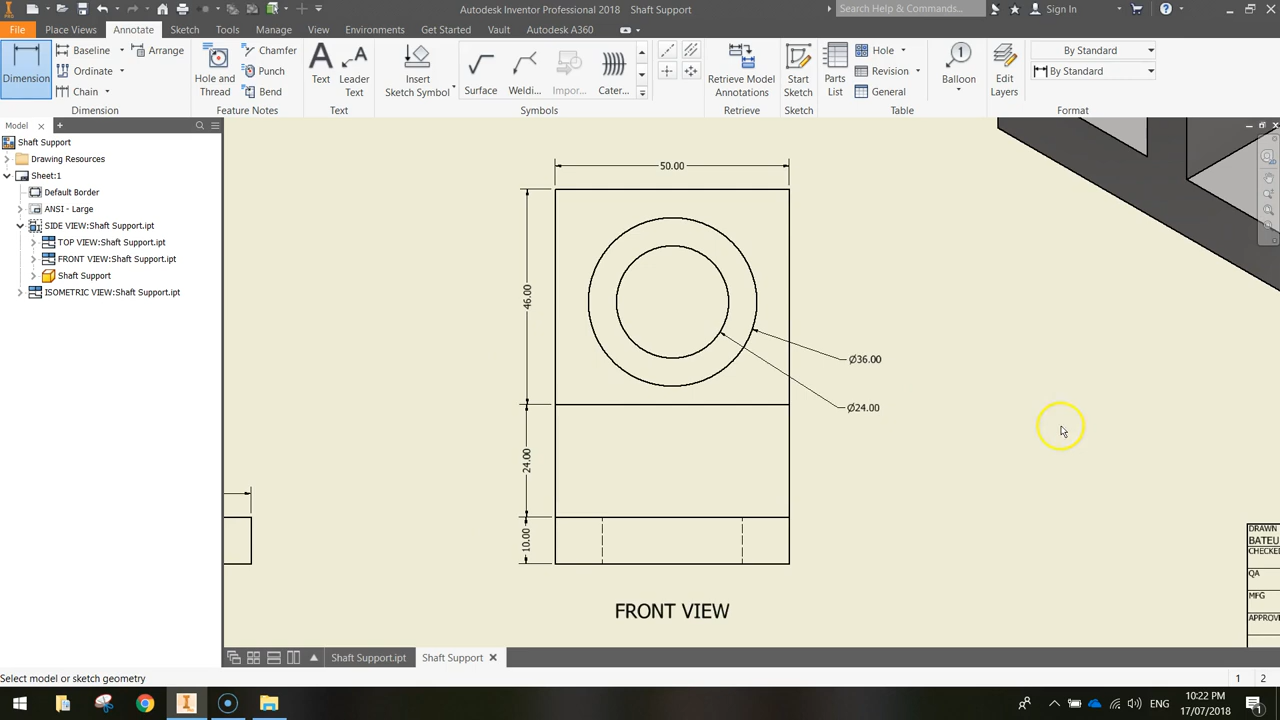 Autodesk Inventor Professional 2018 Shaft Support
Search Help & Commands...
Sign In
PRO
File Place Views Annotate Sketch Tools Manage View Environments Get Started Vault Autodesk A360
Dimension
Baseline
Ordinate
Chain
Arrange
Dimension
Hole and Thread
Chamfer
Punch
Bend
Feature Notes
Text
Leader Text
Text
Insert Sketch Symbol
Surface
Weldi...
Impor...
Cater...
Symbols
Retrieve Model Annotations
Retrieve
Start Sketch
Sketch
Parts List
Hole
Revision
General
Table
Balloon
Edit Layers
By Standard
By Standard
Format
Model
Shaft Support
Drawing Resources
Sheet:1
Default Border
ANSI - Large
SIDE VIEW:Shaft Support.ipt
TOP VIEW:Shaft Support.ipt
FRONT VIEW:Shaft Support.ipt
Shaft Support
ISOMETRIC VIEW:Shaft Support.ipt
50.00
46.00
Ø36.00
Ø24.00
24.00
10.00
FRONT VIEW
DRAWN
BATEU
CHECKED
QA
MFG
APPROVE
Shaft Support.ipt
Shaft Support
Select model or sketch geometry
1 2
ENG
10:22 PM
17/07/2018
1